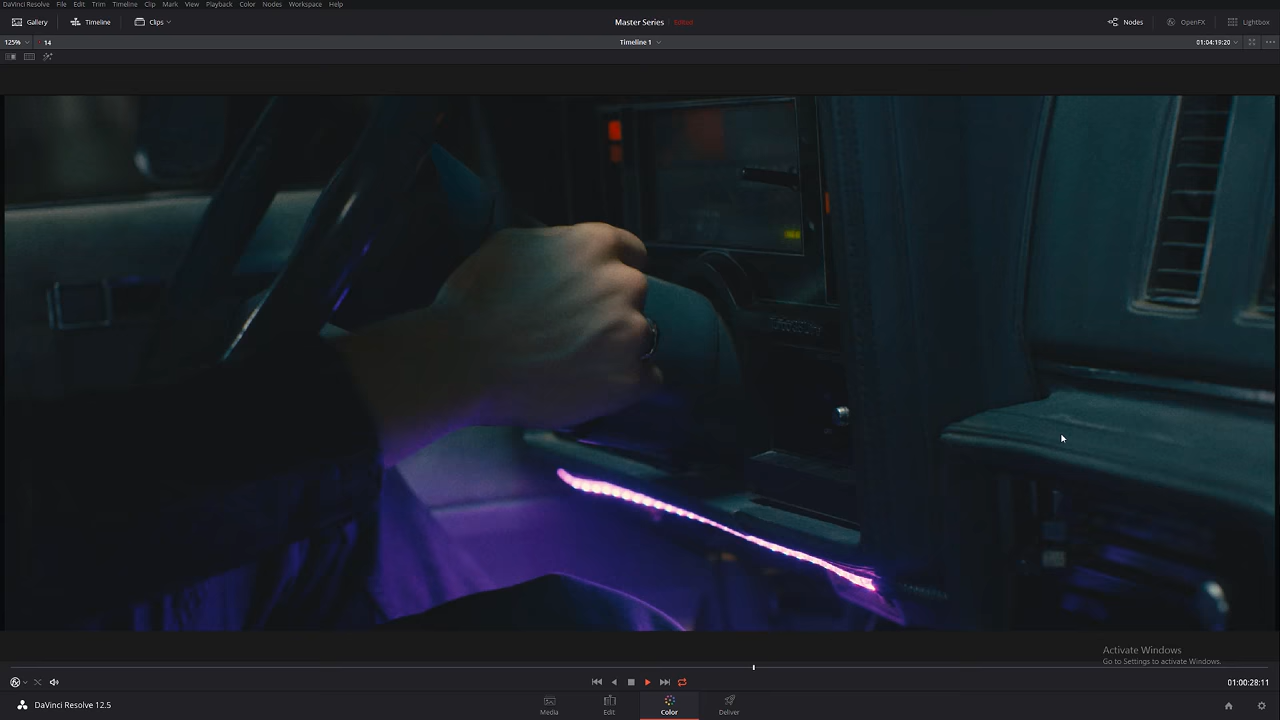 DaVinci Resolve File Edit Trim Timeline Clip Mark View Playback Color Nodes Workspace Help
Gallery Timeline Clips Master Series Edited Nodes OpenFX Lightbox
125% 14 Timeline 1 01:04:19:20
Activate Windows
Go to Settings to activate Windows.
01:00:28:11
DaVinci Resolve 12.5 Media Edit Color Deliver